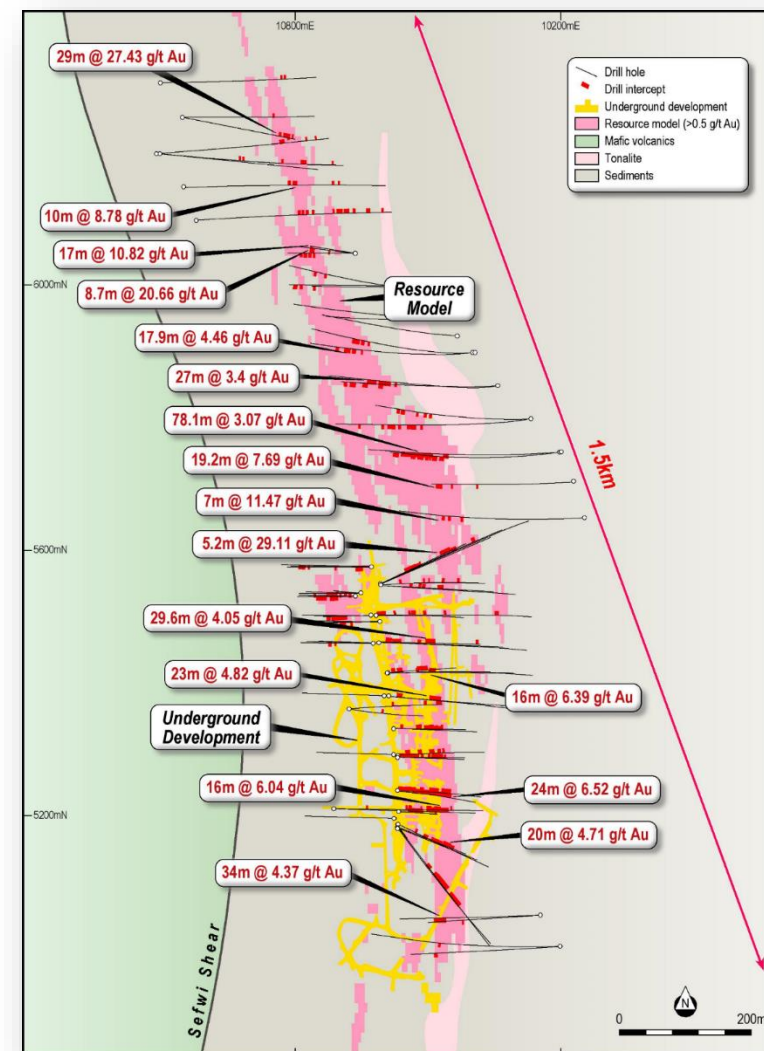 10800mE
10200mE
Drill hole
Drill intercept
Underground development
Resource model (>0.5 g/t Au)
Mafic volcanics
Tonalite
Sediments
29m @ 27.43 g/t Au
10m @ 8.78 g/t Au
17m @ 10.82 g/t Au
8.7m @ 20.66 g/t Au
6000mN
Resource
Model
17.9m @ 4.46 g/t Au
27m @ 3.4 g/t Au
78.1m @ 3.07 g/t Au
19.2m @ 7.69 g/t Au
1.5km
7m @ 11.47 g/t Au
5.2m @ 29.11 g/t Au
5600mN
29.6m @ 4.05 g/t Au
23m @ 4.82 g/t Au
16m @ 6.39 g/t Au
Underground
Development
16m @ 6.04 g/t Au
24m @ 6.52 g/t Au
5200mN
20m @ 4.71 g/t Au
34m @ 4.37 g/t Au
Sefwi Shear
N
0
200m